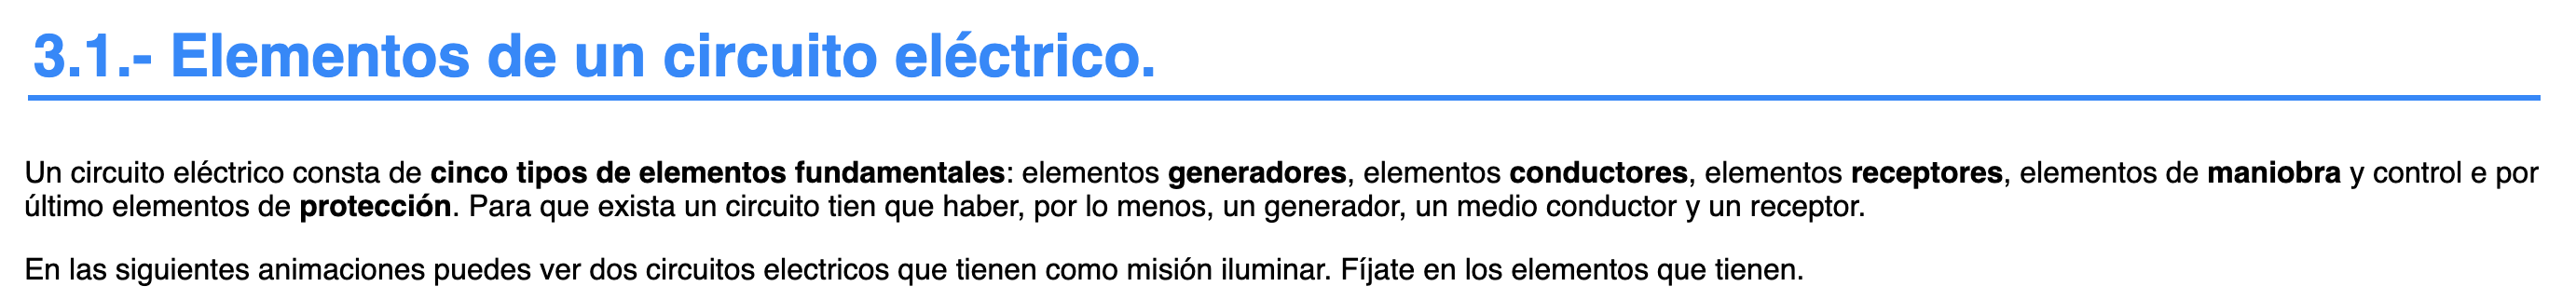 3.1.- Elementos de un circuito eléctrico.
Un circuito eléctrico consta de cinco tipos de elementos fundamentales: elementos generadores, elementos conductores, elementos receptores, elementos de maniobra y control e por
último elementos de protección. Para que exista un circuito tien que haber, por lo menos, un generador, un medio conductor y un receptor.
En las siguientes animaciones puedes ver dos circuitos electricos que tienen como misión iluminar. Fíjate en los elementos que tienen.